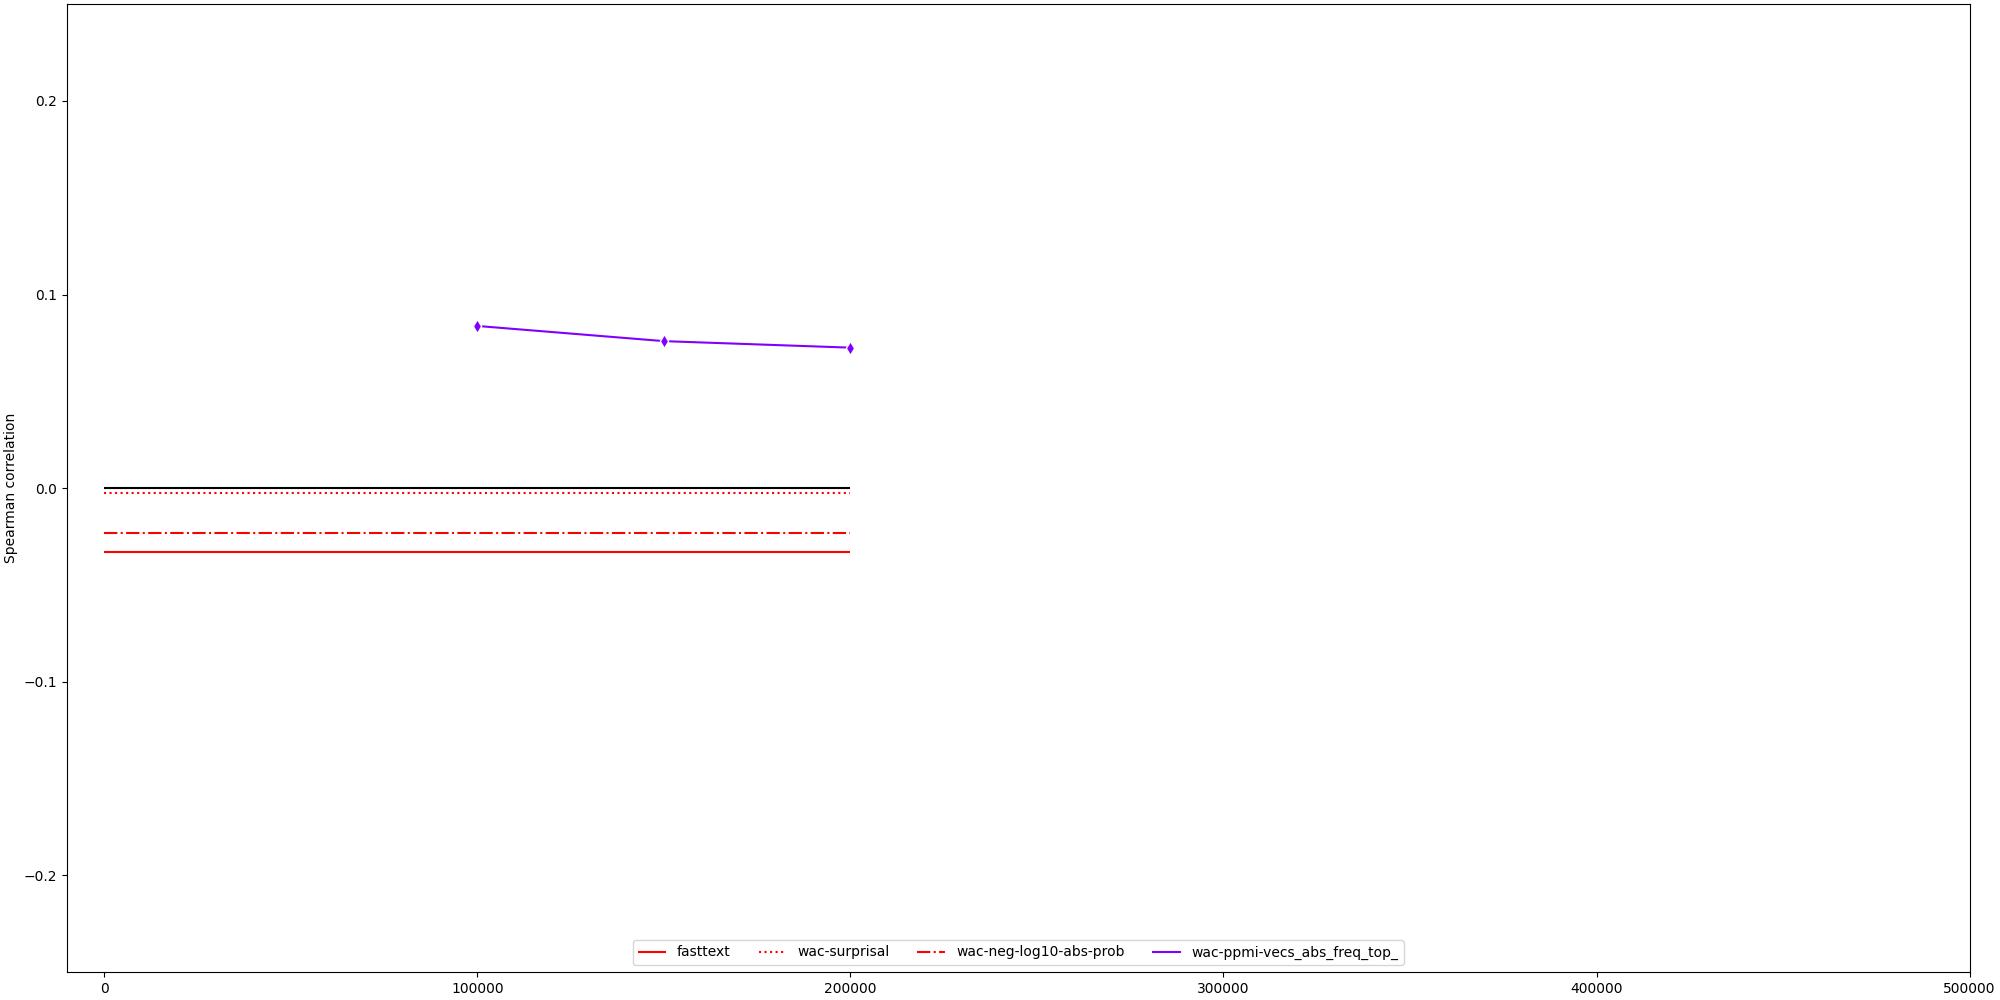 Spearman correlation
0.2
0.1
0.0
−0.1
−0.2
0 100000 200000 300000 400000 500000
fasttext wac-surprisal wac-neg-log10-abs-prob wac-ppmi-vecs_abs_freq_top_